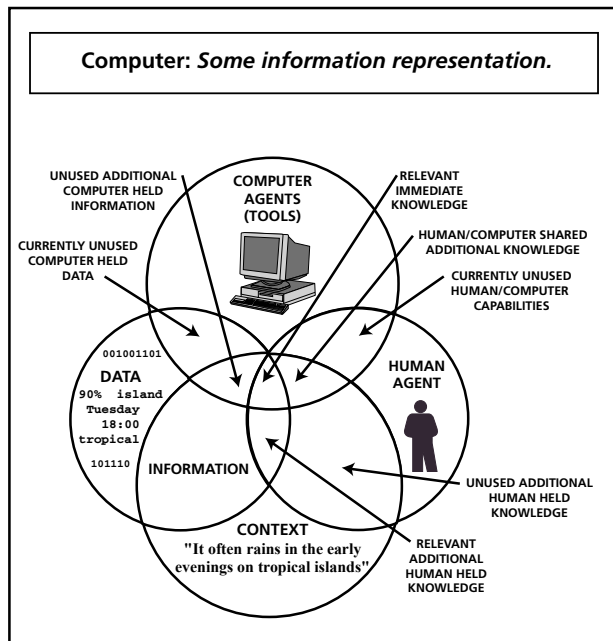 Computer: Some information representation.
UNUSED ADDITIONAL
COMPUTER HELD
INFORMATION
COMPUTER
AGENTS
(TOOLS)
RELEVANT
IMMEDIATE
KNOWLEDGE
HUMAN/COMPUTER SHARED
ADDITIONAL KNOWLEDGE
CURRENTLY UNUSED
COMPUTER HELD
DATA
CURRENTLY UNUSED
HUMAN/COMPUTER
CAPABILITIES
001001101
DATA
90% island
Tuesday
18:00
tropical
101110
HUMAN
AGENT
INFORMATION
UNUSED ADDITIONAL
HUMAN HELD
KNOWLEDGE
CONTEXT
"It often rains in the early
evenings on tropical islands"
RELEVANT
ADDITIONAL
HUMAN HELD
KNOWLEDGE